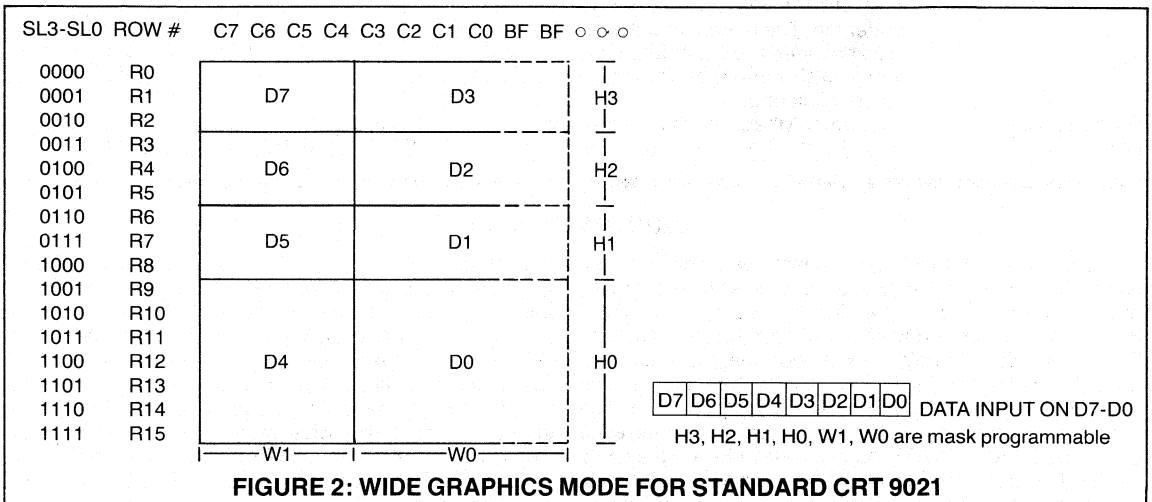 SL3-SL0 ROW # C7 C6 C5 C4 C3 C2 C1 C0 BF BF ○ ○ ○
0000 R0
0001 R1 D7 D3 H3
0010 R2
0011 R3
0100 R4 D6 D2 H2
0101 R5
0110 R6
0111 R7 D5 D1 H1
1000 R8
1001 R9
1010 R10
1011 R11
1100 R12 D4 D0 H0
1101 R13
1110 R14
1111 R15
W1 W0
D7 D6 D5 D4 D3 D2 D1 D0 DATA INPUT ON D7-D0
H3, H2, H1, H0, W1, W0 are mask programmable
FIGURE 2: WIDE GRAPHICS MODE FOR STANDARD CRT 9021